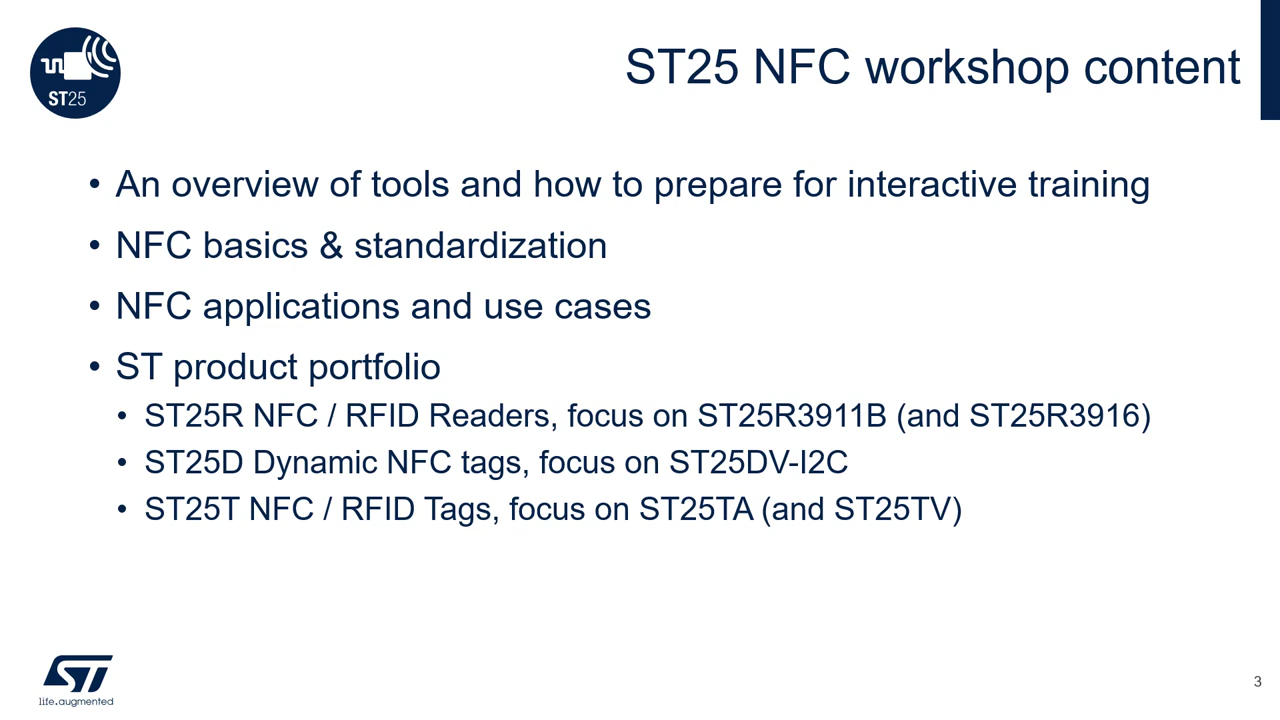 ST25
ST25 NFC workshop content
• An overview of tools and how to prepare for interactive training
• NFC basics & standardization
• NFC applications and use cases
• ST product portfolio
• ST25R NFC / RFID Readers, focus on ST25R3911B (and ST25R3916)
• ST25D Dynamic NFC tags, focus on ST25DV-I2C
• ST25T NFC / RFID Tags, focus on ST25TA (and ST25TV)
ST
life.augmented
3